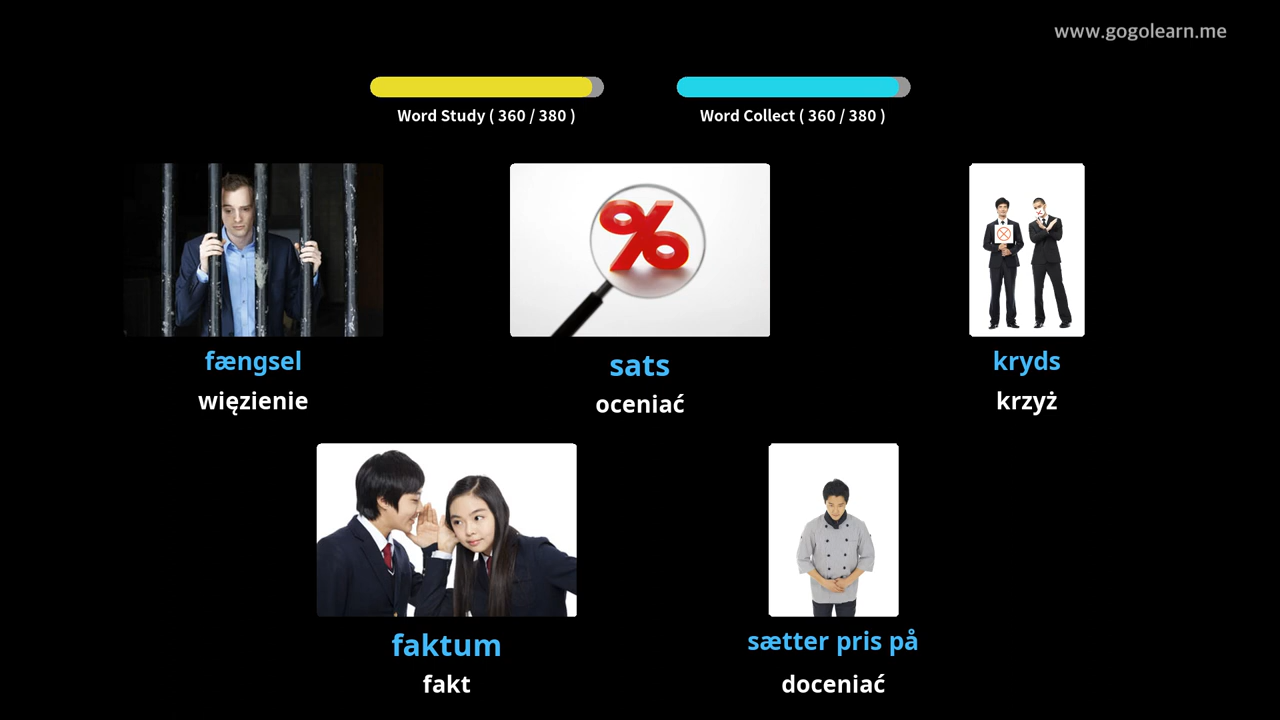 www.gogolearn.me
Word Study ( 360 / 380 )
Word Collect ( 360 / 380 )
%
fængsel
więzienie
sats
oceniać
kryds
krzyż
faktum
fakt
sætter pris på
doceniać